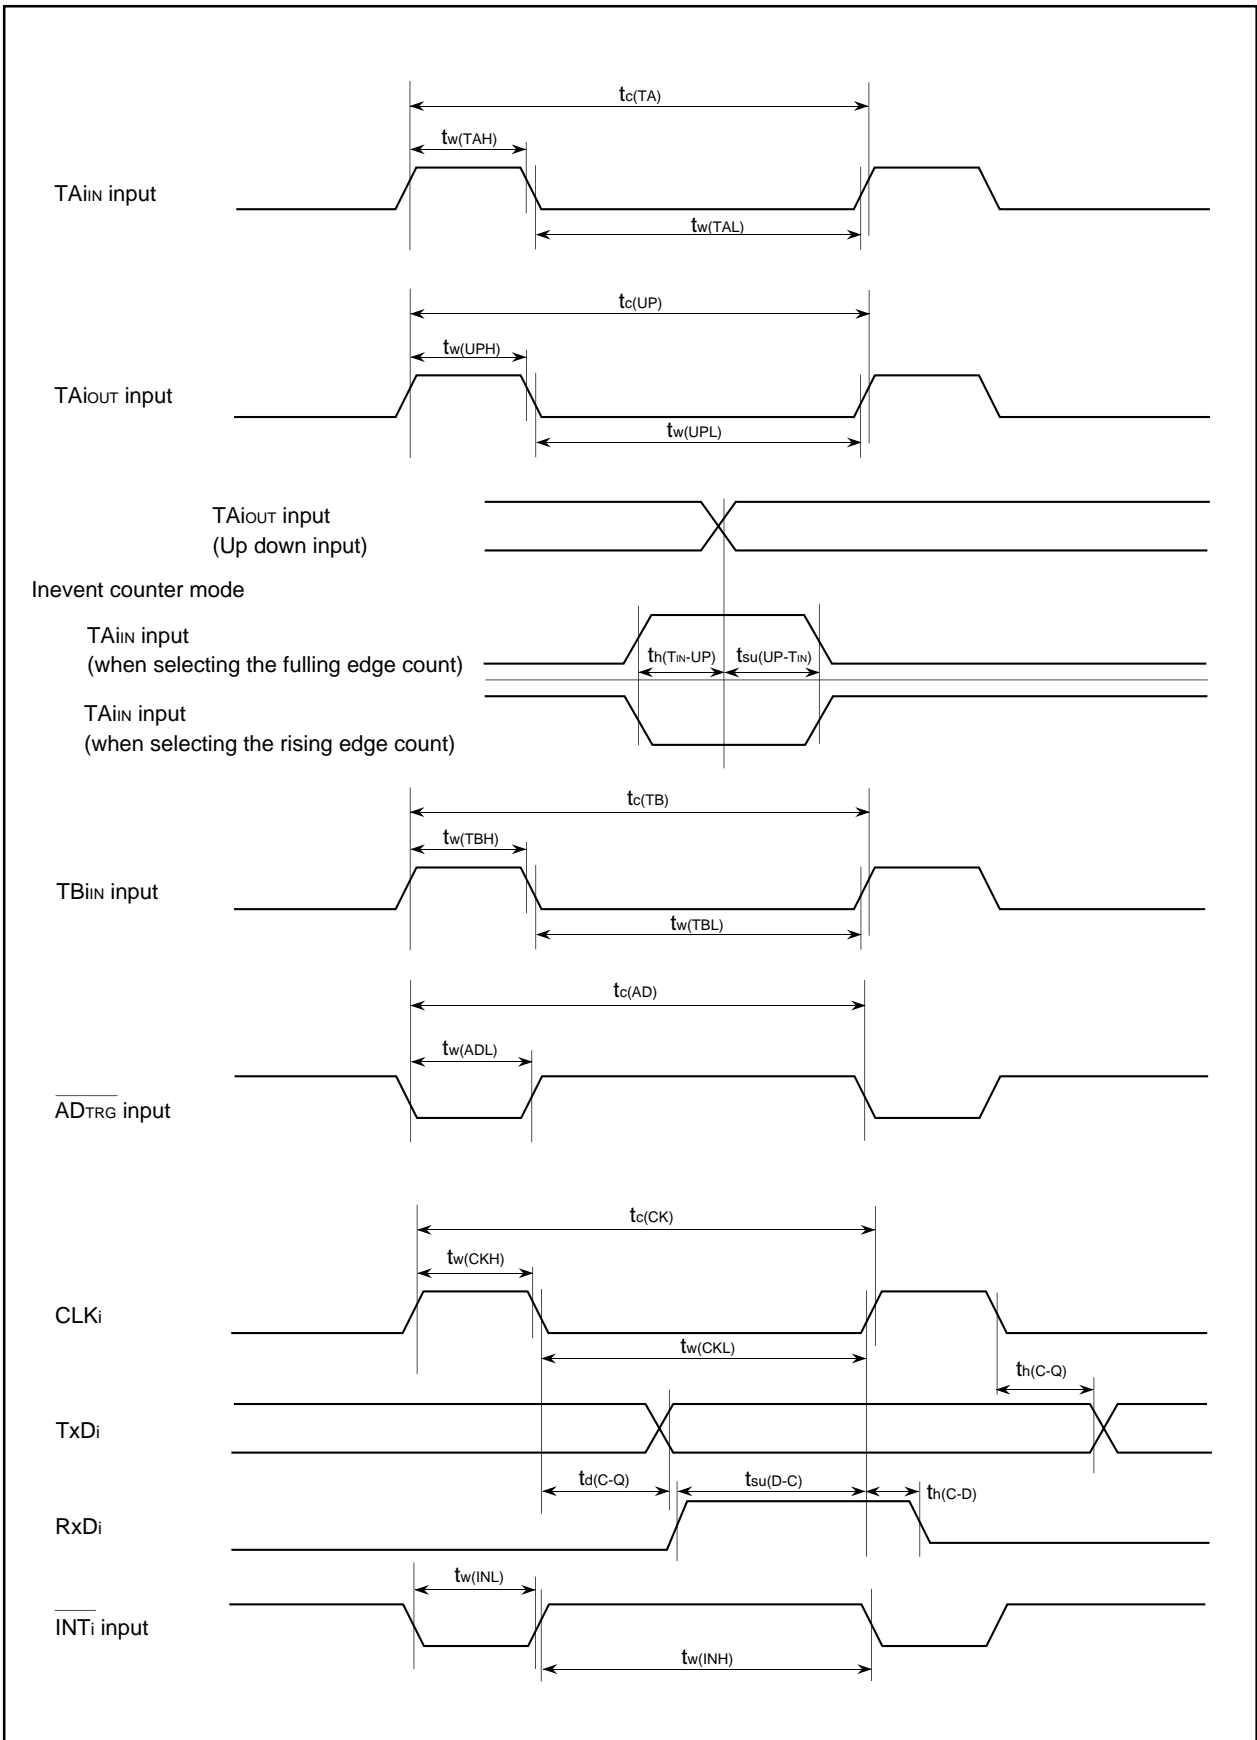 tc(TA)
tw(TAH)
TAiIN input
tw(TAL)
tc(UP)
tw(UPH)
TAiOUT input
tw(UPL)
TAiOUT input
(Up down input)
Inevent counter mode
TAiIN input
(when selecting the fulling edge count)
th(TIN-UP)
tsu(UP-TIN)
TAiIN input
(when selecting the rising edge count)
tc(TB)
tw(TBH)
TBiIN input
tw(TBL)
tc(AD)
tw(ADL)
ADTRG input
tc(CK)
tw(CKH)
CLKi
tw(CKL)
th(C-Q)
TxDi
td(C-Q)
tsu(D-C)
th(C-D)
RxDi
tw(INL)
INTi input
tw(INH)